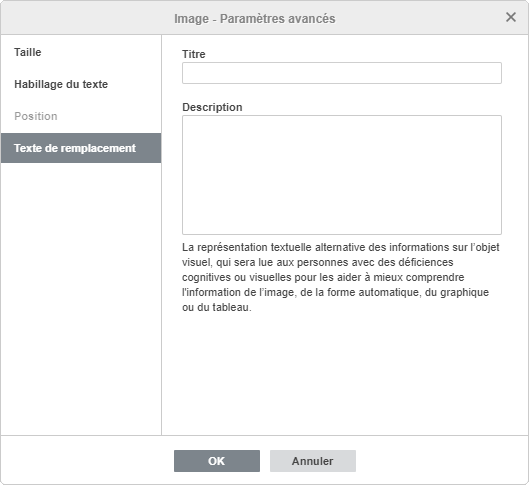 Image - Paramètres avancés
Taille
Habillage du texte
Position
Texte de remplacement
Titre
Description
La représentation textuelle alternative des informations sur l’objet
visuel, qui sera lue aux personnes avec des déficiences
cognitives ou visuelles pour les aider à mieux comprendre
l'information de l’image, de la forme automatique, du graphique
ou du tableau.
OK
Annuler